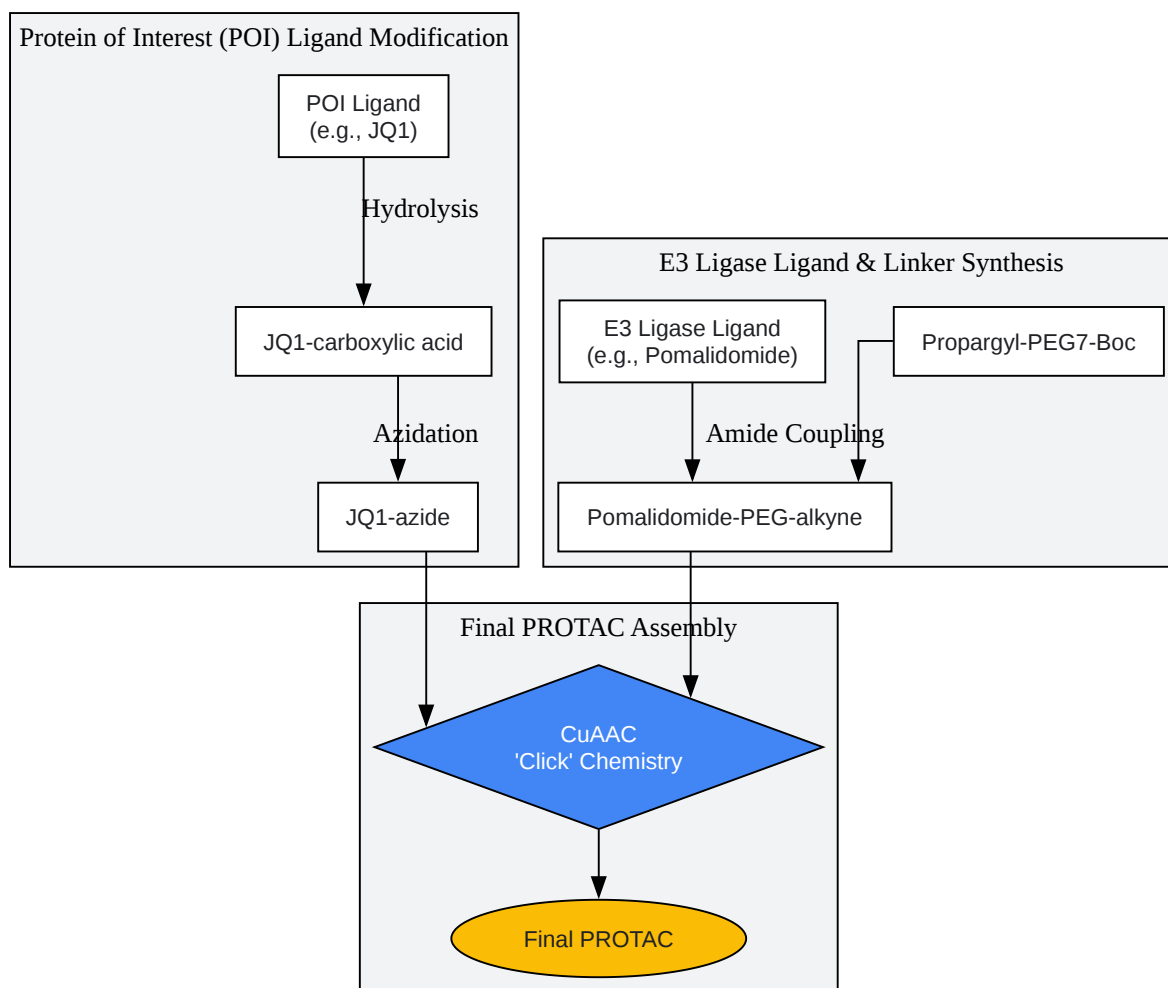 Protein of Interest (POI) Ligand Modification
POI Ligand
(e.g., JQ1)
Hydrolysis
JQ1-carboxylic acid
Azidation
JQ1-azide
E3 Ligase Ligand & Linker Synthesis
E3 Ligase Ligand
(e.g., Pomalidomide)
Propargyl-PEG7-Boc
Amide Coupling
Pomalidomide-PEG-alkyne
Final PROTAC Assembly
CuAAC
'Click' Chemistry
Final PROTAC